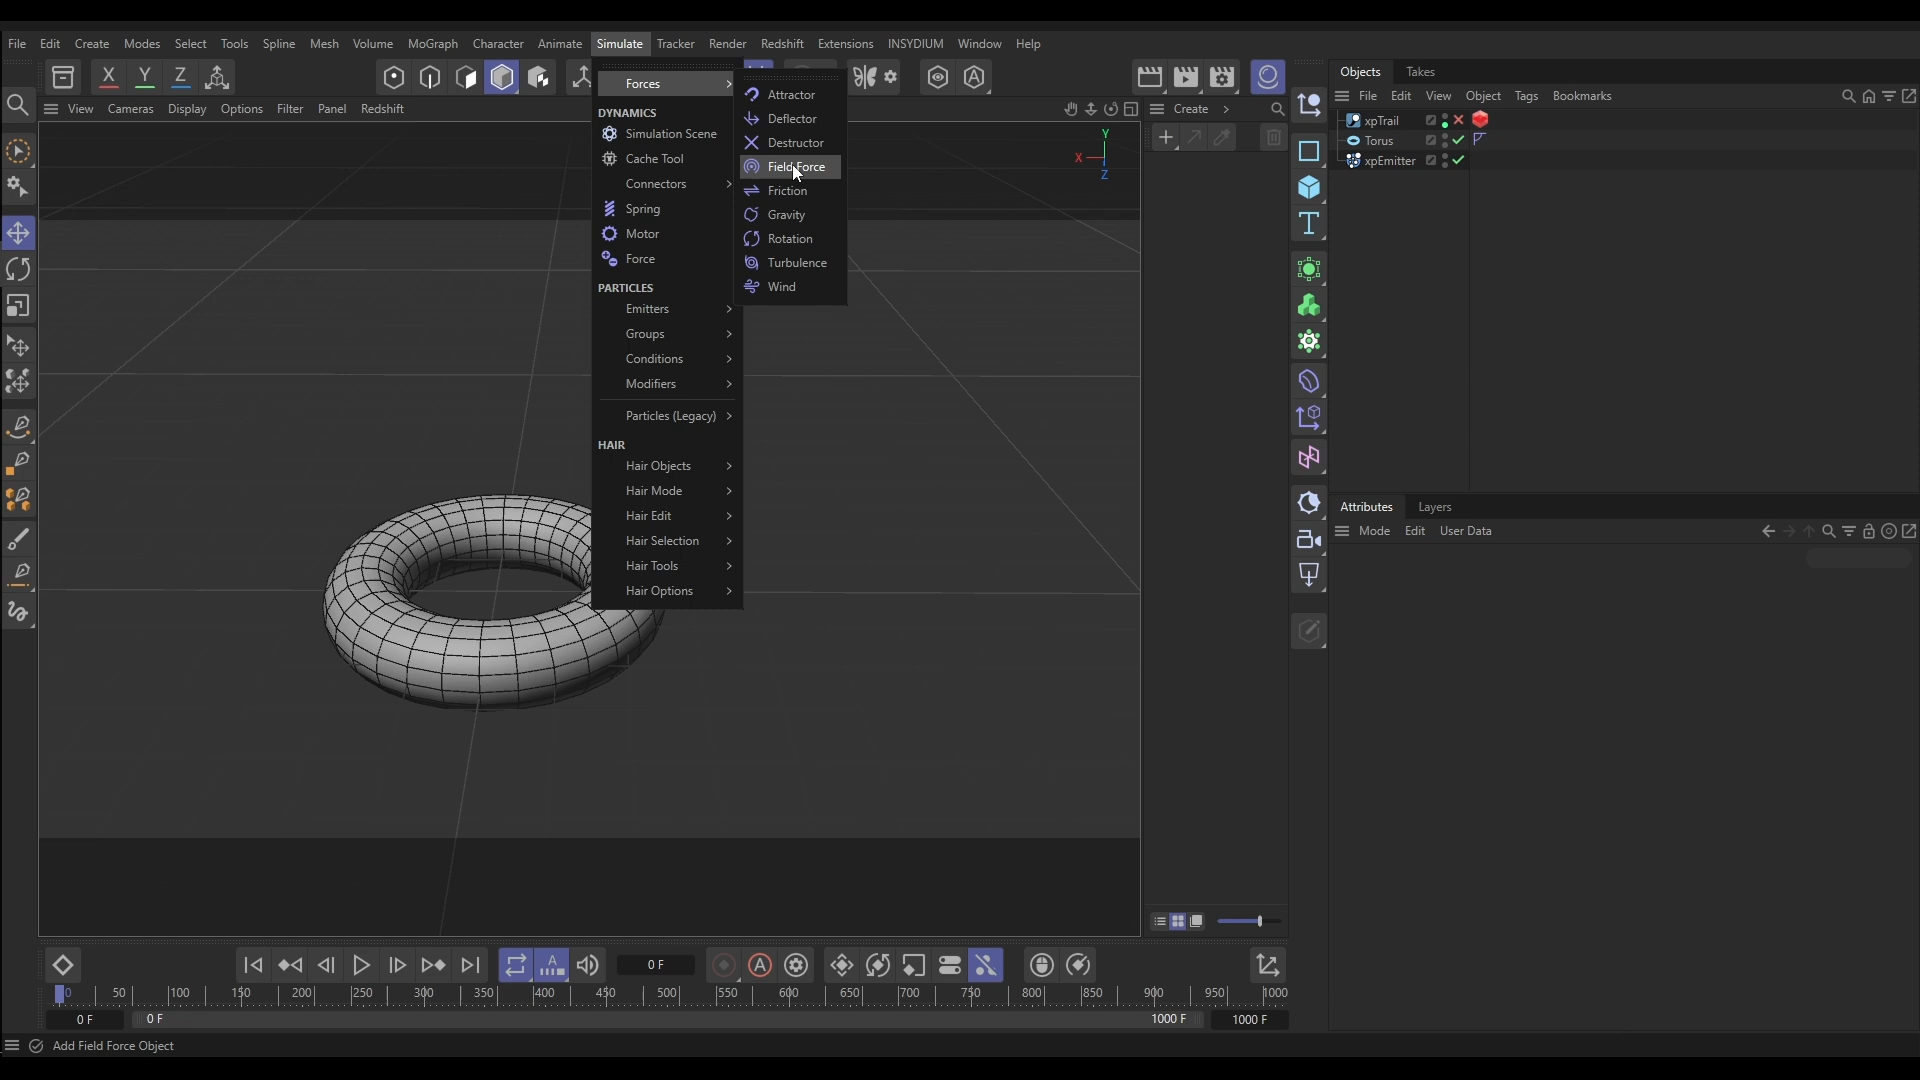 File Edit Create Modes Select Tools Spline Mesh Volume MoGraph Character Animate Simulate Tracker Render Redshift Extensions INSYDIUM Window Help
X Y Z
View Cameras Display Options Filter Panel Redshift
Forces
DYNAMICS
Simulation Scene
Cache Tool
Connectors
Spring
Motor
Force
PARTICLES
Emitters
Groups
Conditions
Modifiers
Particles (Legacy)
HAIR
Hair Objects
Hair Mode
Hair Edit
Hair Selection
Hair Tools
Hair Options
Attractor
Deflector
Destructor
Field Force
Friction
Gravity
Rotation
Turbulence
Wind
Y
X
Z
Create
Objects Takes
File Edit View Object Tags Bookmarks
xpTrail
Torus
xpEmitter
Attributes Layers
Mode Edit User Data
0 F
0 50 100 150 200 250 300 350 400 450 500 550 600 650 700 750 800 850 900 950 1000
0 F 0 F 1000 F 1000 F
Add Field Force Object